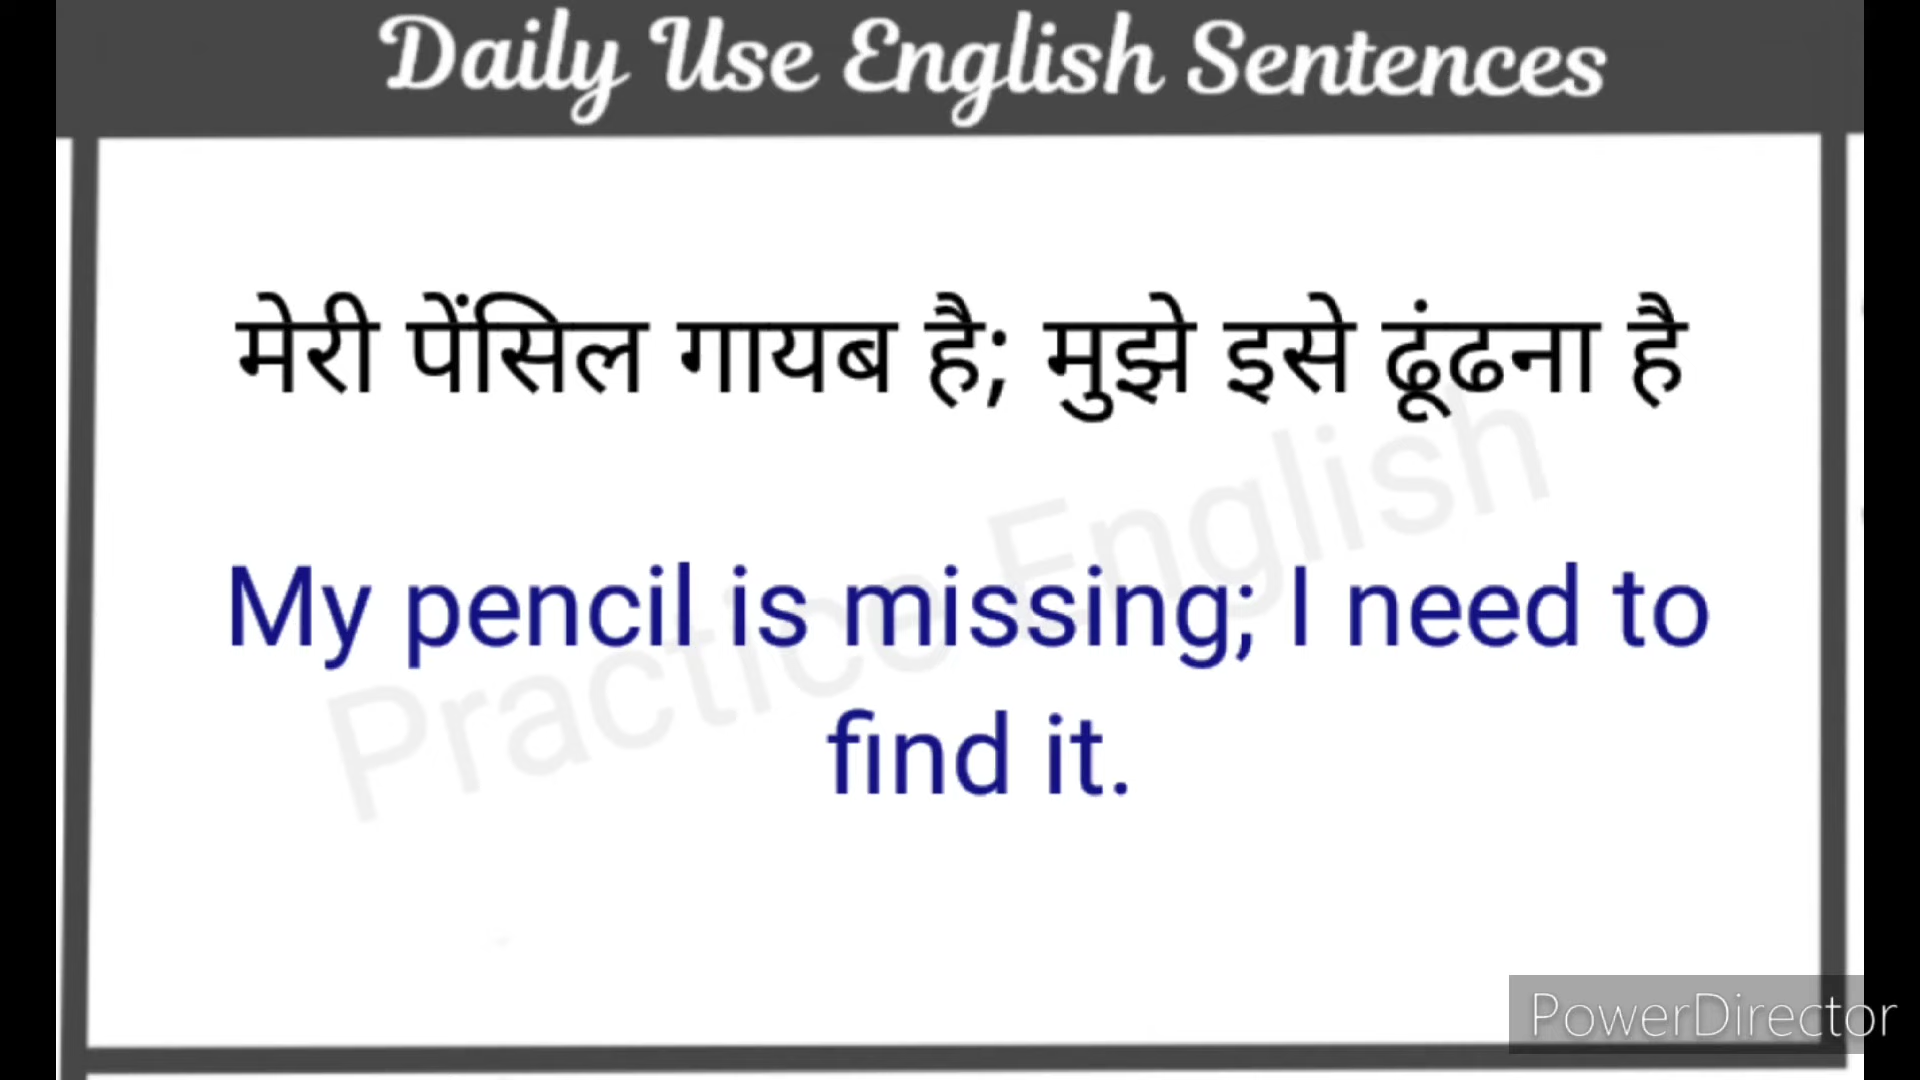 Daily Use English Sentences
मेरी पेंसिल गायब है; मुझे इसे ढूंढना है
Practice English
My pencil is missing; I need to
find it.
PowerDirector